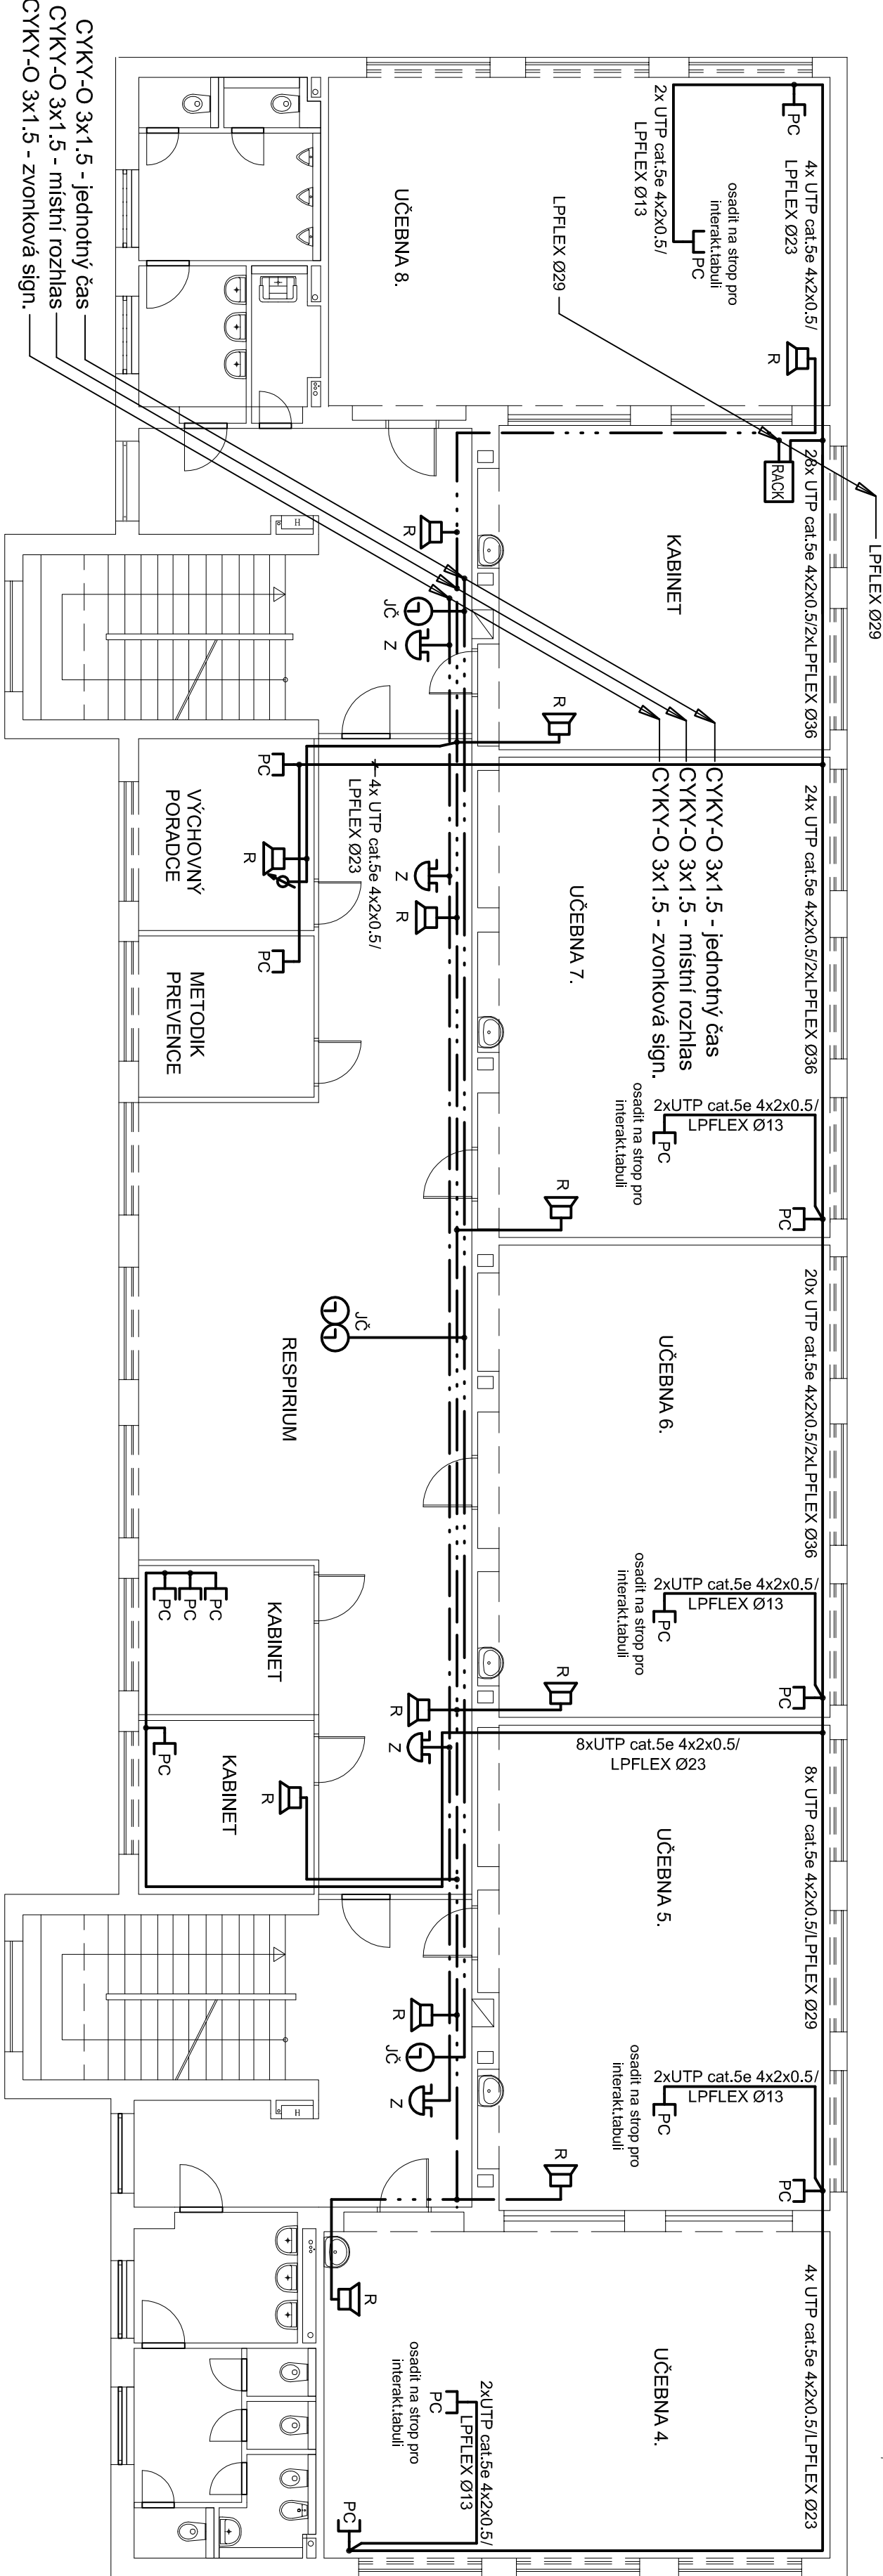 CYKY-O 3x1.5 - jednotný čas
CYKY-O 3x1.5 - místní rozhlas
CYKY-O 3x1.5 - zvonková sign.
PC
4x UTP cat.5e 4x2x0.5/
LPFLEX Ø23
2x UTP cat.5e 4x2x0.5/
LPFLEX Ø13
osadit na strop pro
interakt.tabuli
PC
UČEBNA 8.
LPFLEX Ø29
R
RACK
LPFLEX Ø29
28x UTP cat.5e 4x2x0.5/2xLPFLEX Ø36
KABINET
R
H
JČ
Z
R
CYKY-O 3x1.5 - jednotný čas
CYKY-O 3x1.5 - místní rozhlas
CYKY-O 3x1.5 - zvonková sign.
24x UTP cat.5e 4x2x0.5/2xLPFLEX Ø36
PC
4x UTP cat.5e 4x2x0.5/
LPFLEX Ø23
VÝCHOVNÝ
PORADCE
R
Z
R
UČEBNA 7.
PC
METODIK
PREVENCE
2xUTP cat.5e 4x2x0.5/
LPFLEX Ø13
osadit na strop pro
interakt.tabuli
PC
R
PC
JČ
RESPIRIUM
20x UTP cat.5e 4x2x0.5/2xLPFLEX Ø36
UČEBNA 6.
2xUTP cat.5e 4x2x0.5/
LPFLEX Ø13
osadit na strop pro
interakt.tabuli
PC
R
PC
PC
PC
PC
KABINET
R
Z
PC
KABINET
R
8xUTP cat.5e 4x2x0.5/
LPFLEX Ø23
8x UTP cat.5e 4x2x0.5/LPFLEX Ø29
UČEBNA 5.
R
JČ
Z
H
2xUTP cat.5e 4x2x0.5/
LPFLEX Ø13
osadit na strop pro
interakt.tabuli
PC
R
PC
R
4x UTP cat.5e 4x2x0.5/LPFLEX Ø23
UČEBNA 4.
osadit na strop pro
interakt.tabuli
PC
2xUTP cat.5e 4x2x0.5/
LPFLEX Ø13
PC